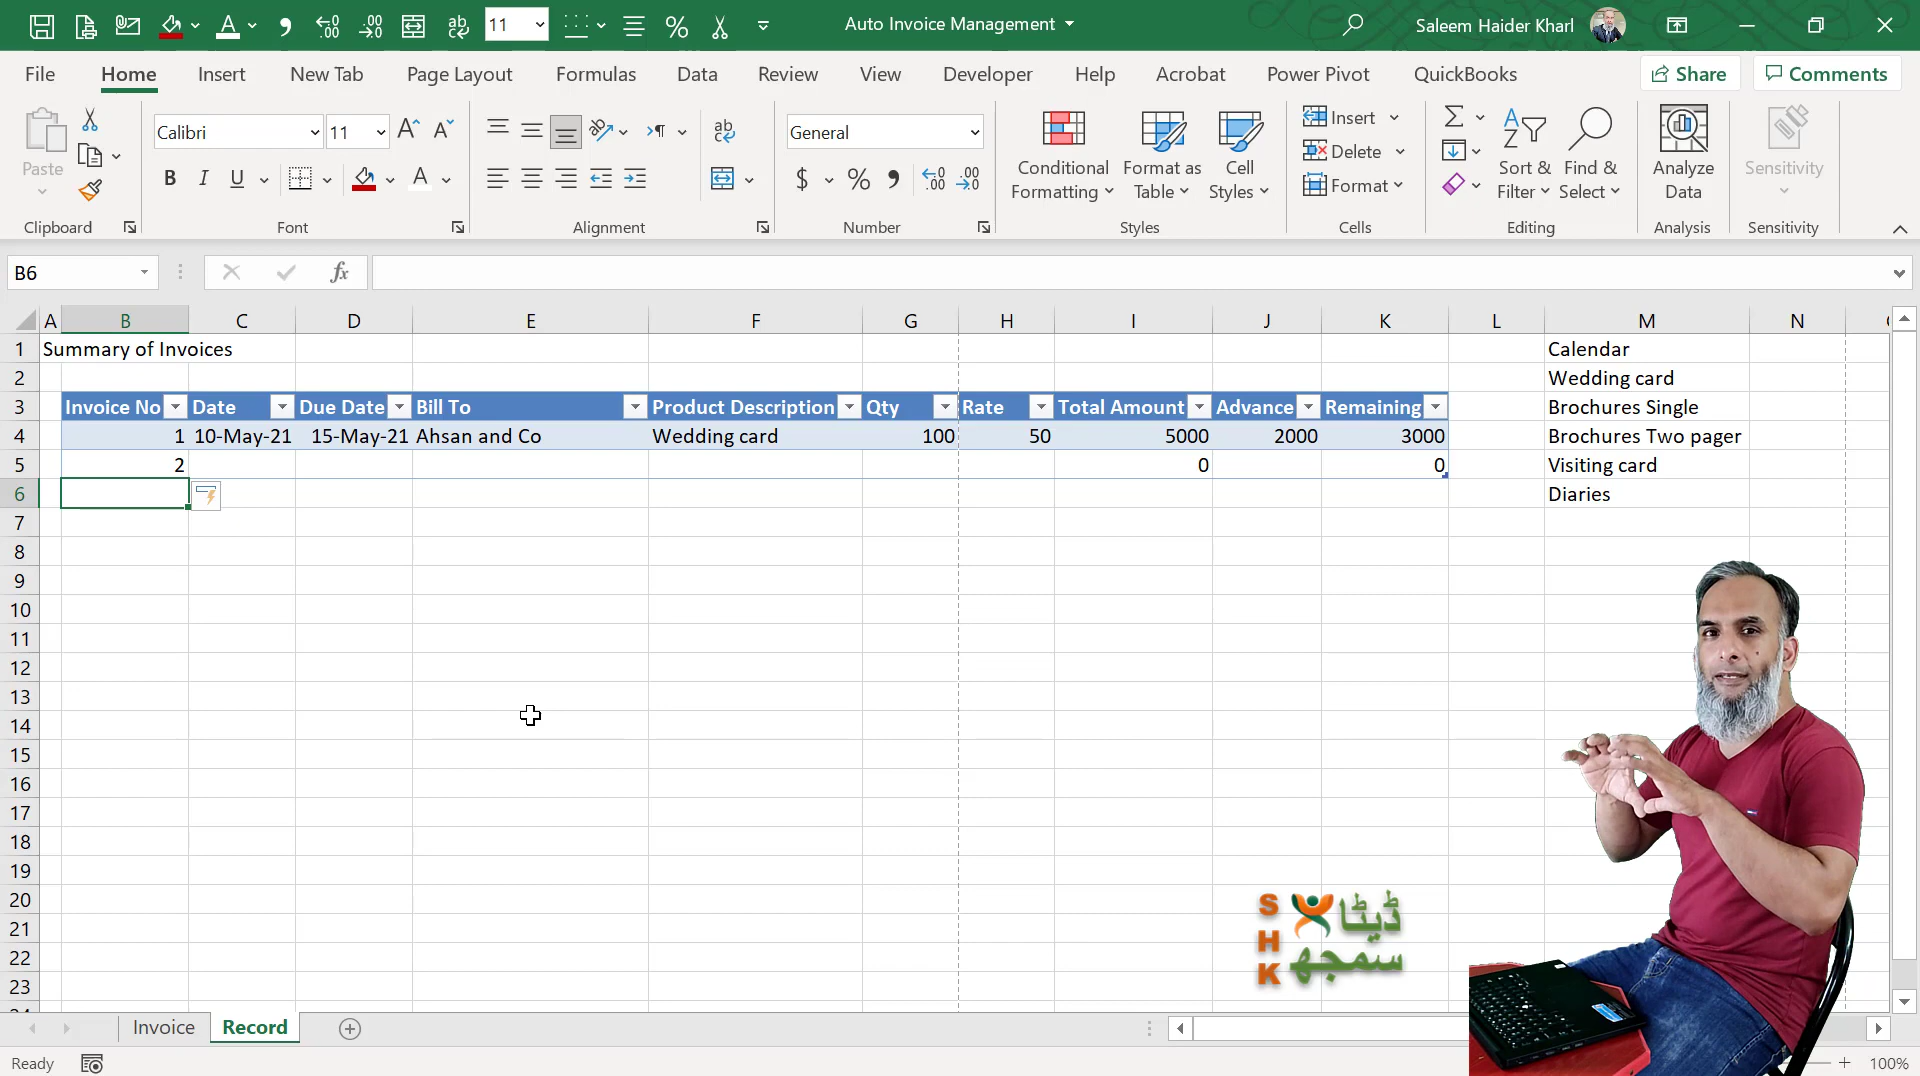 11
Auto Invoice Management
Saleem Haider Kharl
File Home Insert New Tab Page Layout Formulas Data Review View Developer Help Acrobat Power Pivot QuickBooks Share Comments
Paste
Clipboard
Calibri 11
B I U A
Font
Alignment
General
$ %
Number
Conditional Formatting
Format as Table
Cell Styles
Styles
Insert
Delete
Format
Cells
Sort & Filter
Find & Select
Editing
Analyze Data
Analysis
Sensitivity
Sensitivity
B6 fx
A B C D E F G H I J K L M N
1 Summary of Invoices Calendar
2 Wedding card
3 Invoice No Date Due Date Bill To Product Description Qty Rate Total Amount Advance Remaining Brochures Single
4 1 10-May-21 15-May-21 Ahsan and Co Wedding card 100 50 5000 2000 3000 Brochures Two pager
5 2 0 0 Visiting card
6 Diaries
7
8
9
10
11
12
13
14
15
16
17
18
19
20
21
22
23
SHK
ڈیٹا
سمجھ
Invoice Record
Ready 100%